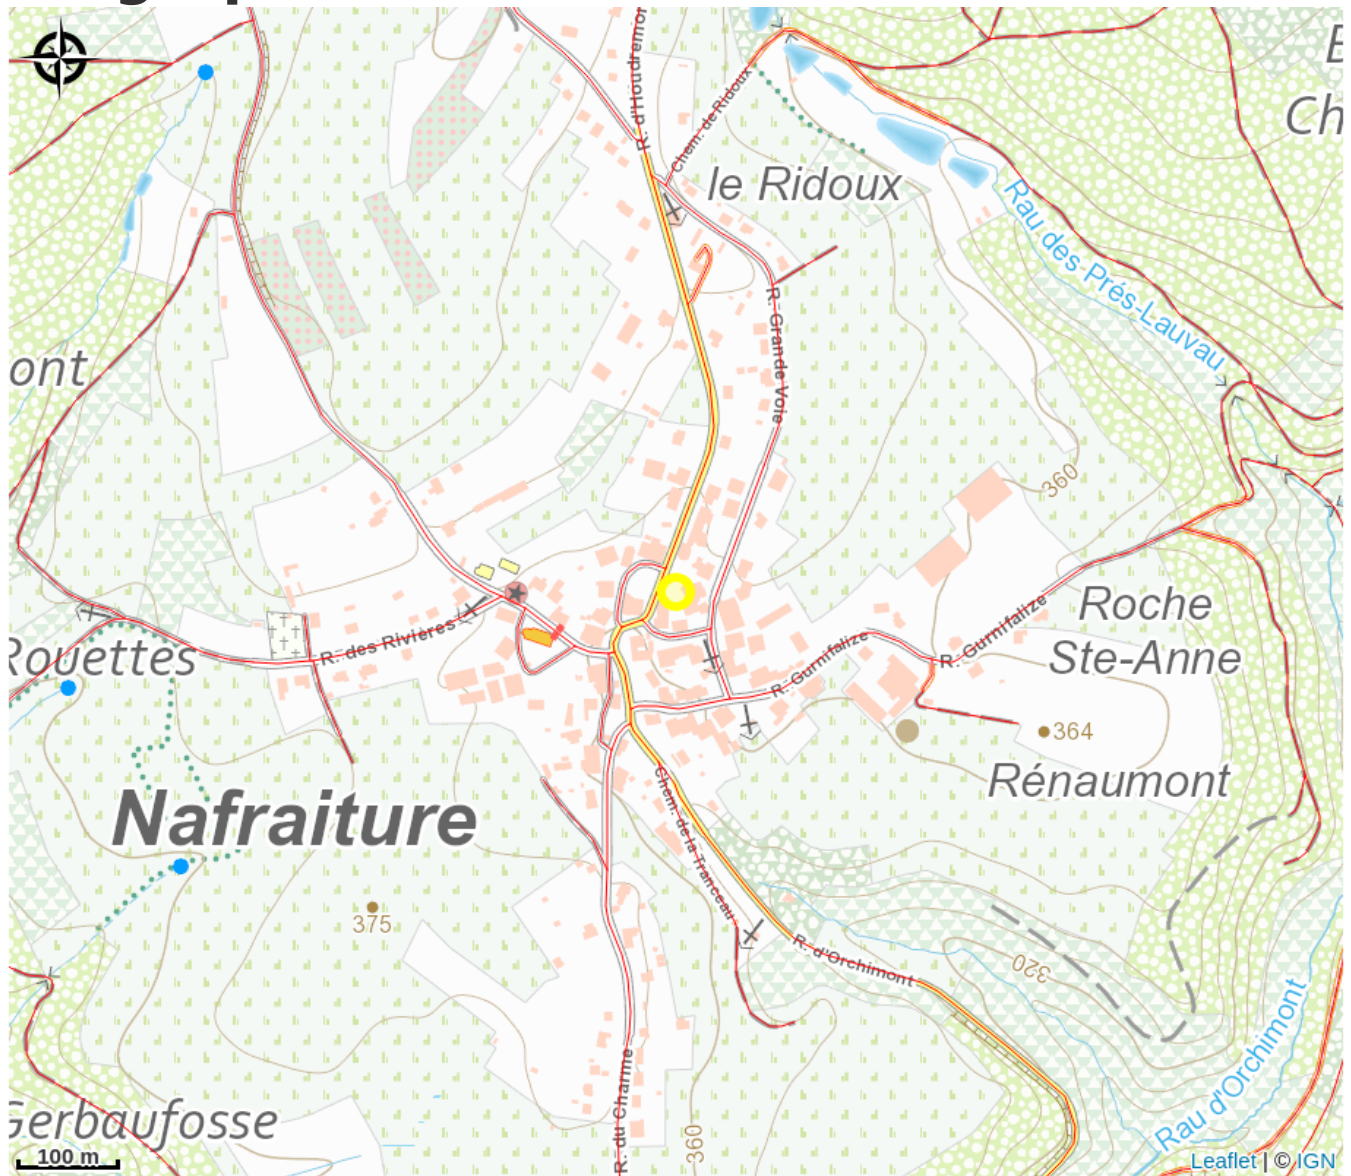 R. d'Houdremont
Chem. de Ridoux
le Ridoux
Ch
Rau des Prés-Lauvau
R. Grande Voie
ont
360
R. des Rivières
Rouettes
R. Gurnifalize
R. Gurnifalize
Roche
Ste-Anne
364
Rénaumont
Nafraiture
Chem. de la Tranceau
375
R. d'Orchimont
320
Rau d'Orchimont
R. du Charme
360
Gerbaufosse
100 m
Leaflet | © IGN